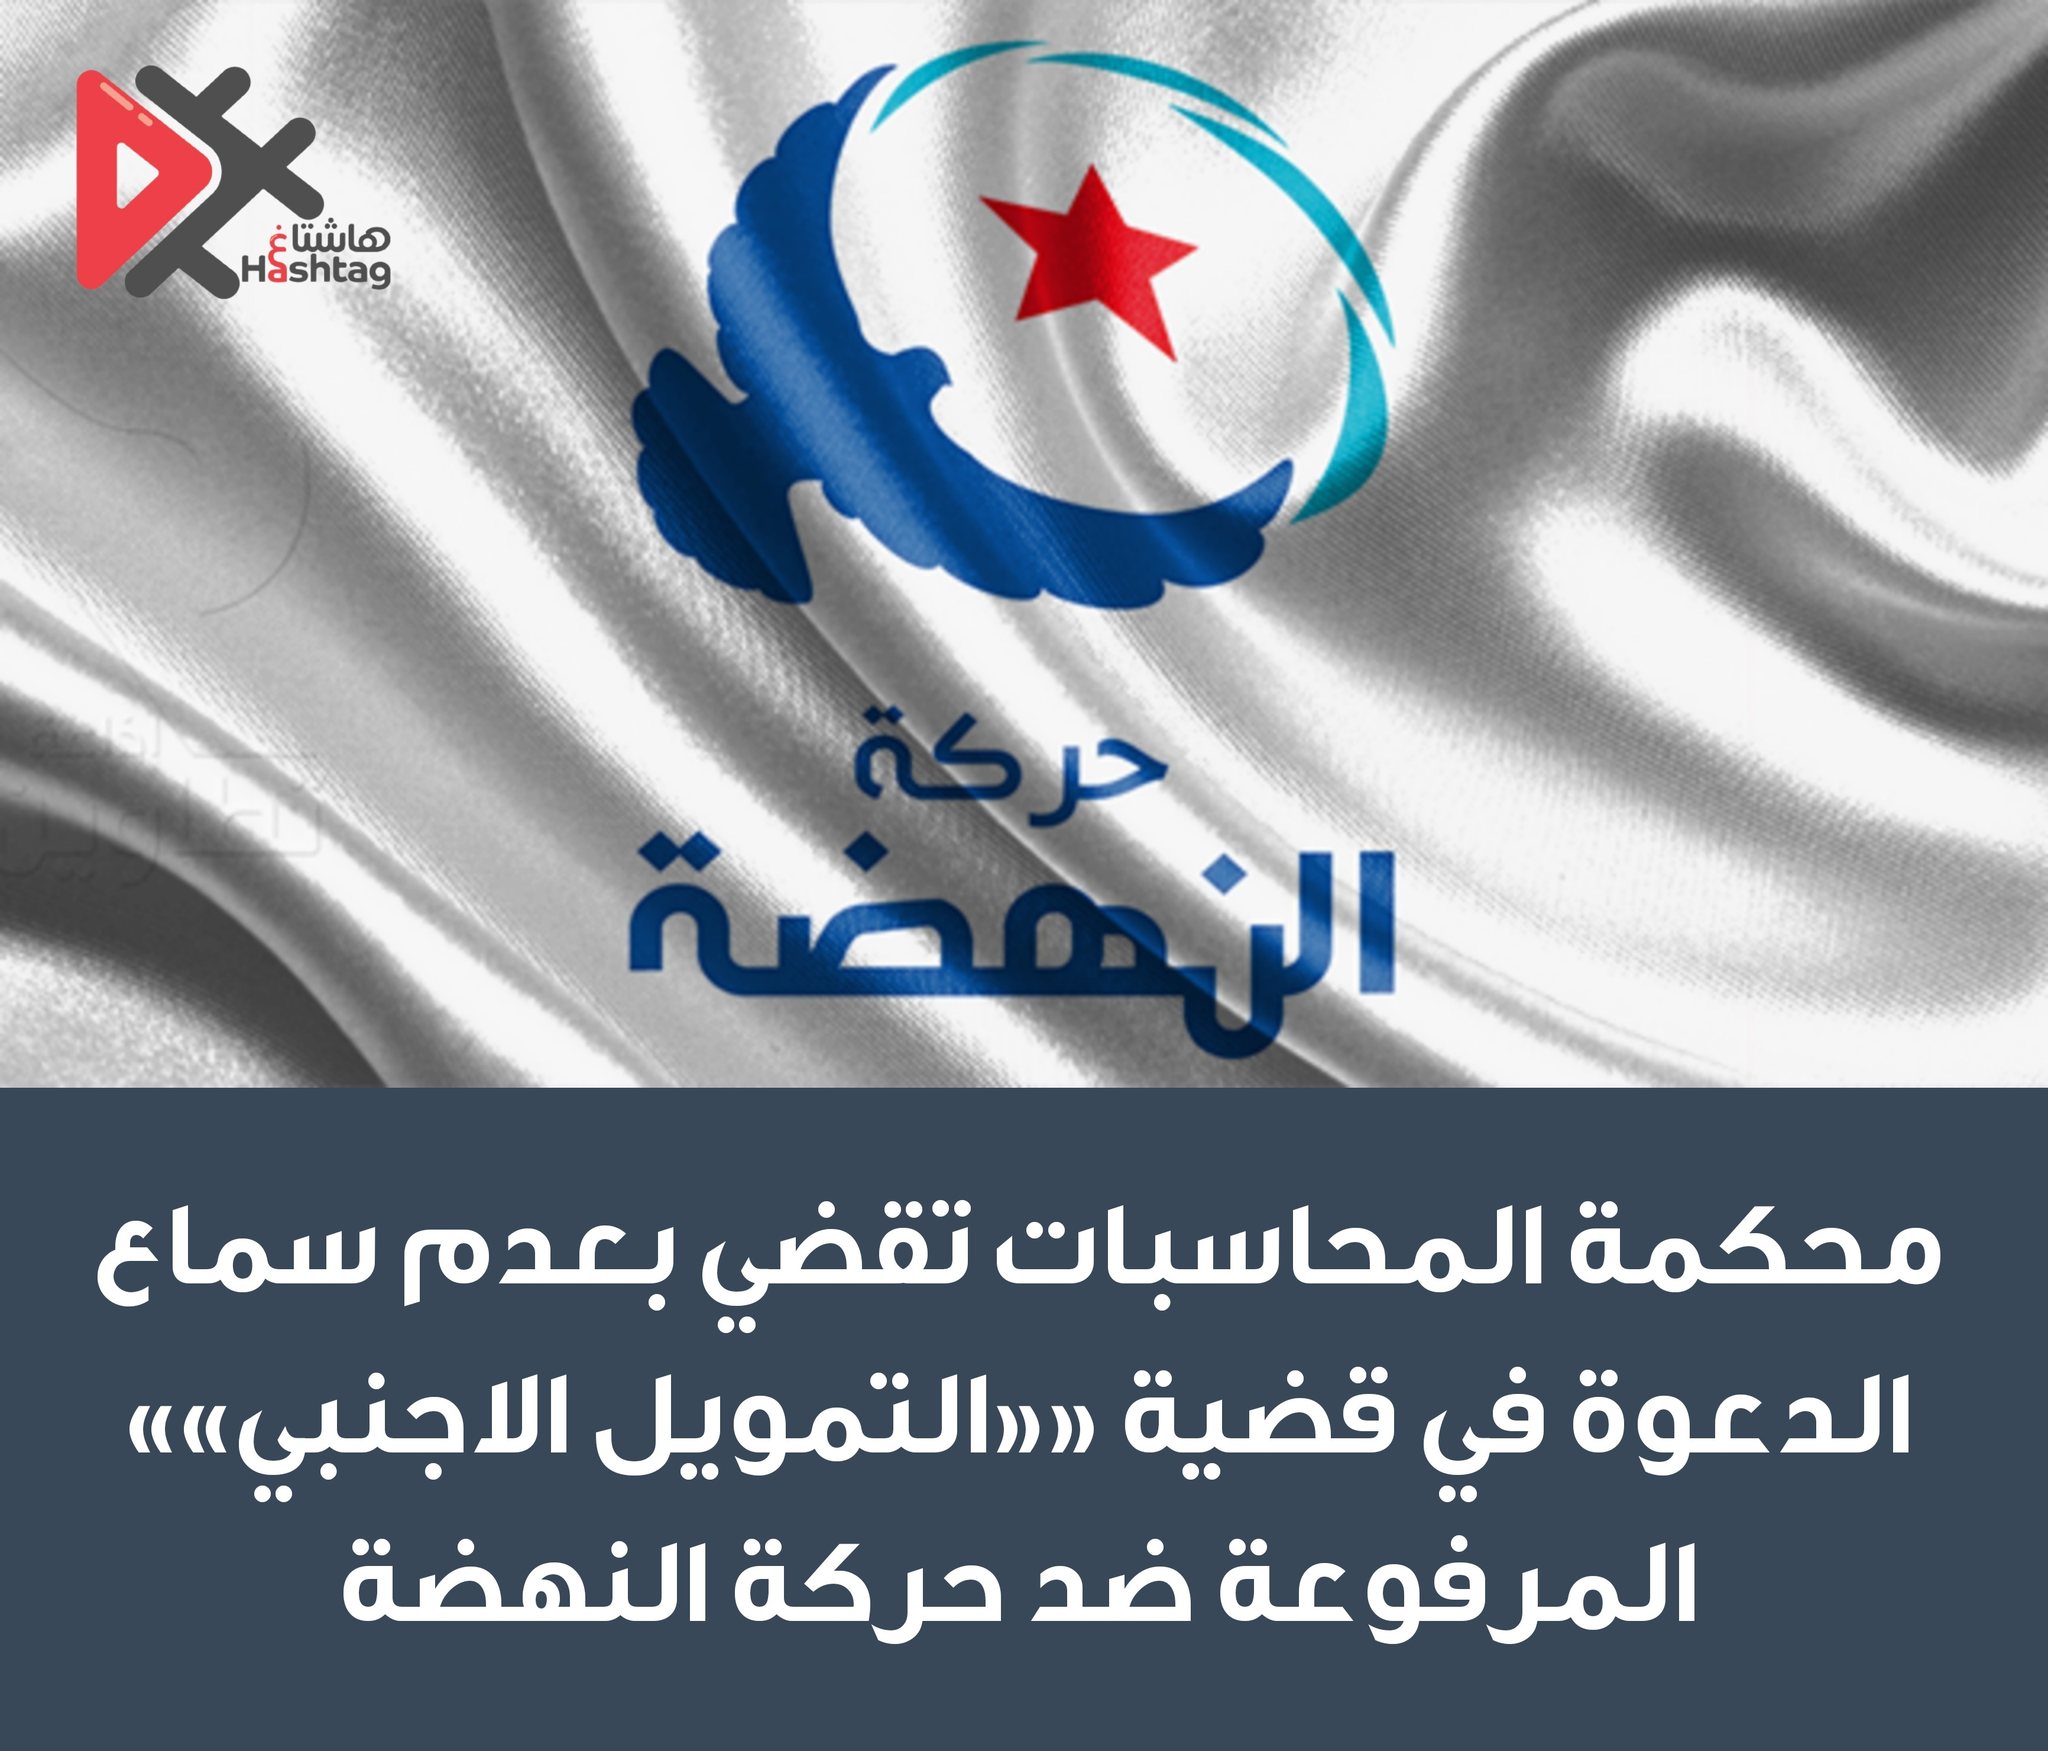 هاشتاغ
Hashtag
حركة
النهضة
محكمة المحاسبات تقضي بعدم سماع
الدعوة في قضية ««التمويل الاجنبي»»
المرفوعة ضد حركة النهضة